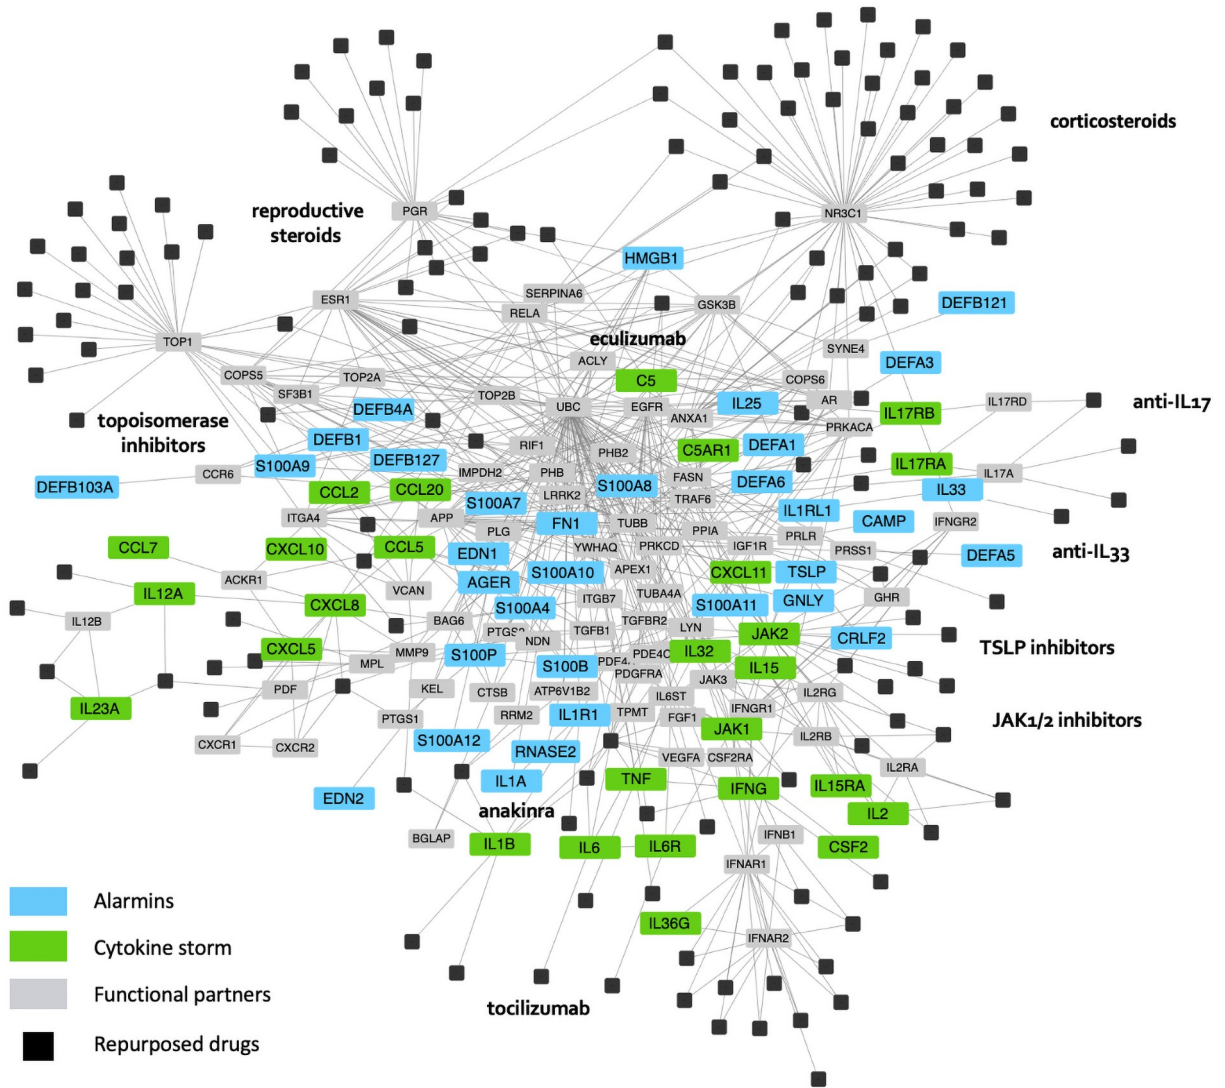 corticosteroids
reproductive
steroids
PGR
NR3C1
HMGB1
SERPINA6
ESR1
RELA
GSK3B
DEFB121
eculizumab
TOP1
SYNE4
ACLY
DEFA3
COPS5
TOP2A
C5
COPS6
SF3B1
TOP2B
AR
IL17RD
anti-IL17
DEFB4A
UBC
EGFR
IL25
IL17RB
topoisomerase
inhibitors
ANXA1
PRKACA
DEFB1
RIF1
C5AR1
DEFA1
PHB2
S100A9
DEFB127
IL17RA
CCR6
IMPDH2
PHB
FASN
IL17A
DEFB103A
S100A8
DEFA6
IL33
CCL2
CCL20
LRRK2
TRAF6
S100A7
IL1RL1
ITGA4
APP
FN1
TUBB
CAMP
IFNGR2
PLG
PPIA
PRLR
CCL7
CXCL10
CCL5
EDN1
YWHAQ
PRKCD
IGF1R
PRSS1
DEFA5
anti-IL33
ACKR1
AGER
S100A10
APEX1
CXCL11
TSLP
IL12A
VCAN
ITGB7
TUBA4A
GHR
CXCL8
S100A4
S100A11
GNLY
IL12B
BAG6
TGFBR2
TGFB1
LYN
JAK2
CRLF2
NDN
CXCL5
MMP9
S100P
IL32
TSLP inhibitors
MPL
S100B
PDE4C
IL15
PDGFRA
PDF
KEL
CTSB
ATP6V1B2
JAK3
IL6ST
IL2RG
IL23A
RRM2
IL1R1
TPMT
FGF1
IFNGR1
PTGS1
JAK1/2 inhibitors
CXCR1
CXCR2
S100A12
JAK1
IL2RB
RNASE2
VEGFA
CSF2RA
IL2RA
IL1A
TNF
IFNG
IL15RA
EDN2
anakinra
IL2
BGLAP
IL1B
IL6
IL6R
IFNB1
CSF2
IFNAR1
IL36G
IFNAR2
tocilizumab
Alarmins
Cytokine storm
Functional partners
Repurposed drugs